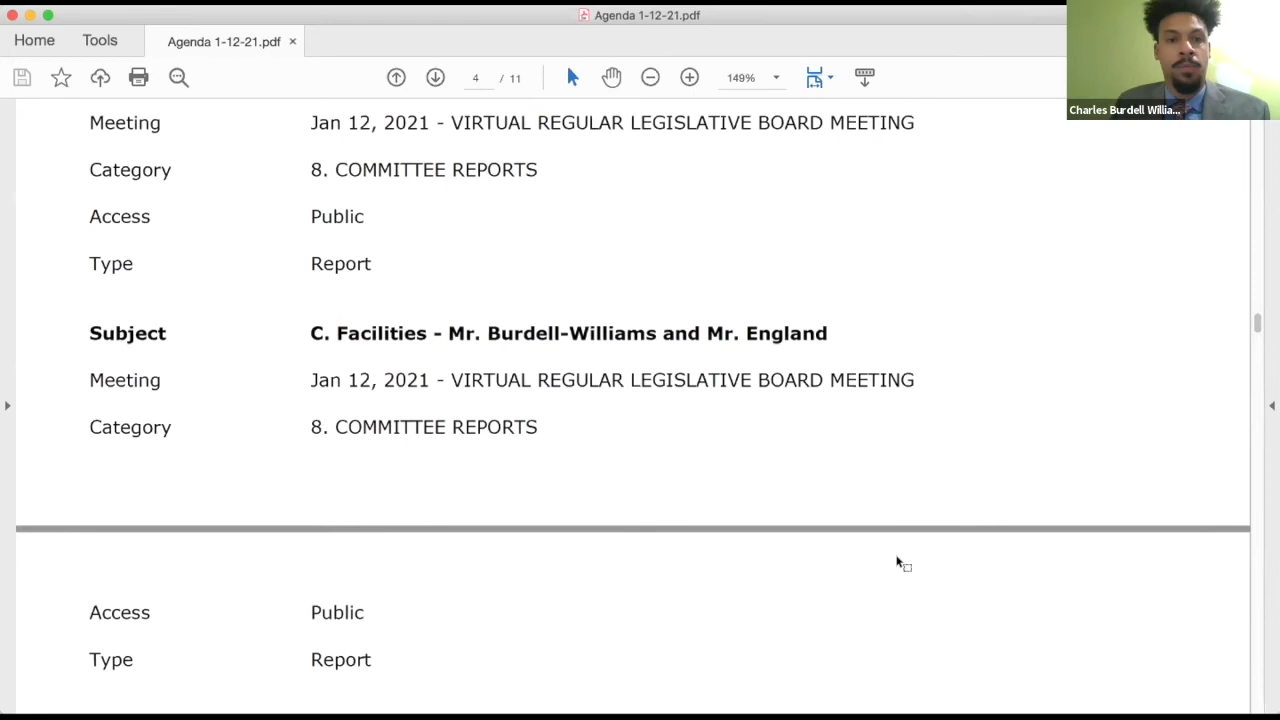 Agenda 1-12-21.pdf
Home
Tools
Agenda 1-12-21.pdf ×
4 / 11
149%
Charles Burdell Willia...
Meeting Jan 12, 2021 - VIRTUAL REGULAR LEGISLATIVE BOARD MEETING
Category 8. COMMITTEE REPORTS
Access Public
Type Report
Subject C. Facilities - Mr. Burdell-Williams and Mr. England
Meeting Jan 12, 2021 - VIRTUAL REGULAR LEGISLATIVE BOARD MEETING
Category 8. COMMITTEE REPORTS
Access Public
Type Report